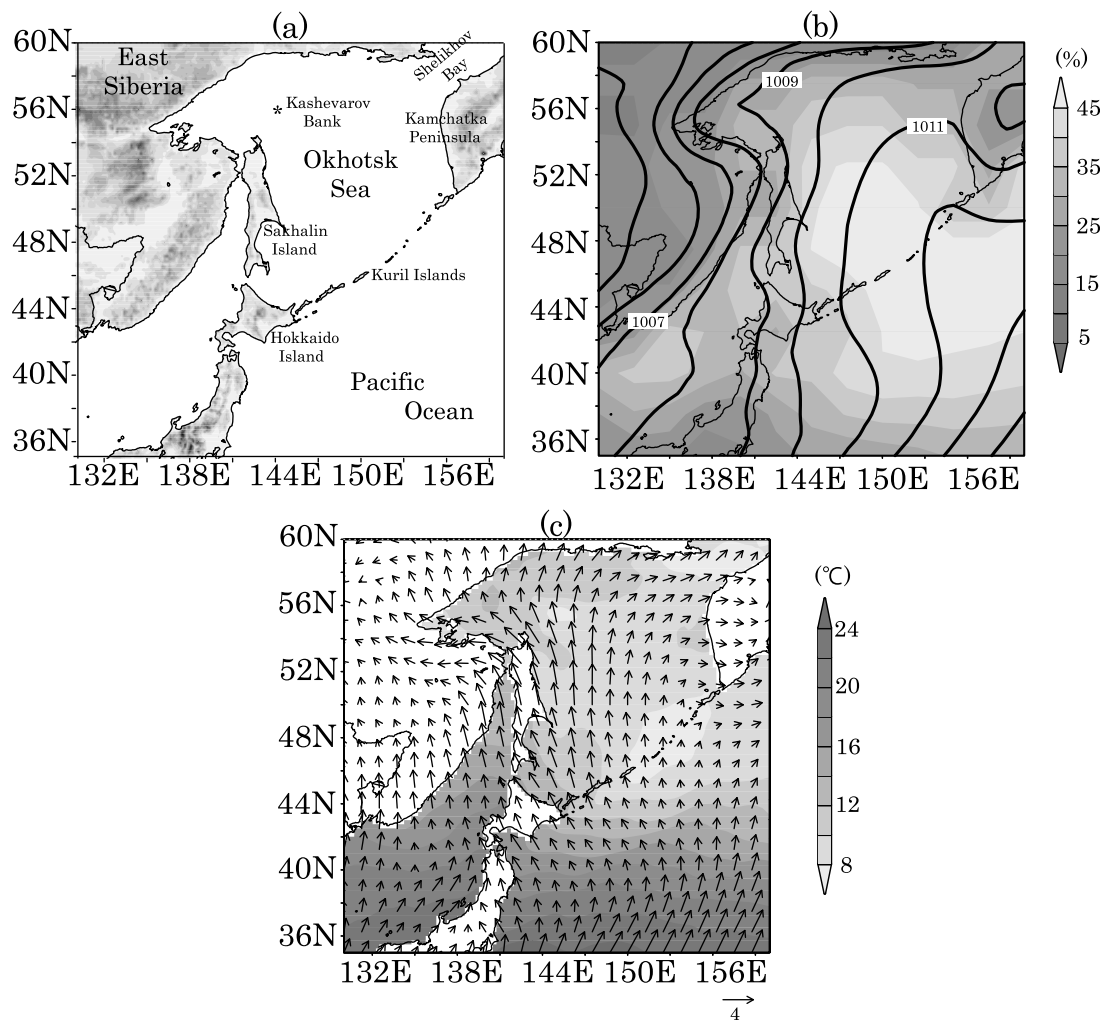 (a)
60N
56N
52N
48N
44N
40N
36N
132E 138E 144E 150E 156E
East
Siberia
Shelikhov
Bay
* Kashevarov
Bank
Kamchatka
Peninsula
Okhotsk
Sea
Sakhalin
Island
Kuril Islands
Hokkaido
Island
Pacific
Ocean
(b)
60N
56N
52N
48N
44N
40N
36N
132E 138E 144E 150E 156E
1009
1011
1007
(%)
45
35
25
15
5
(c)
60N
56N
52N
48N
44N
40N
36N
132E 138E 144E 150E 156E
4
(℃)
24
20
16
12
8